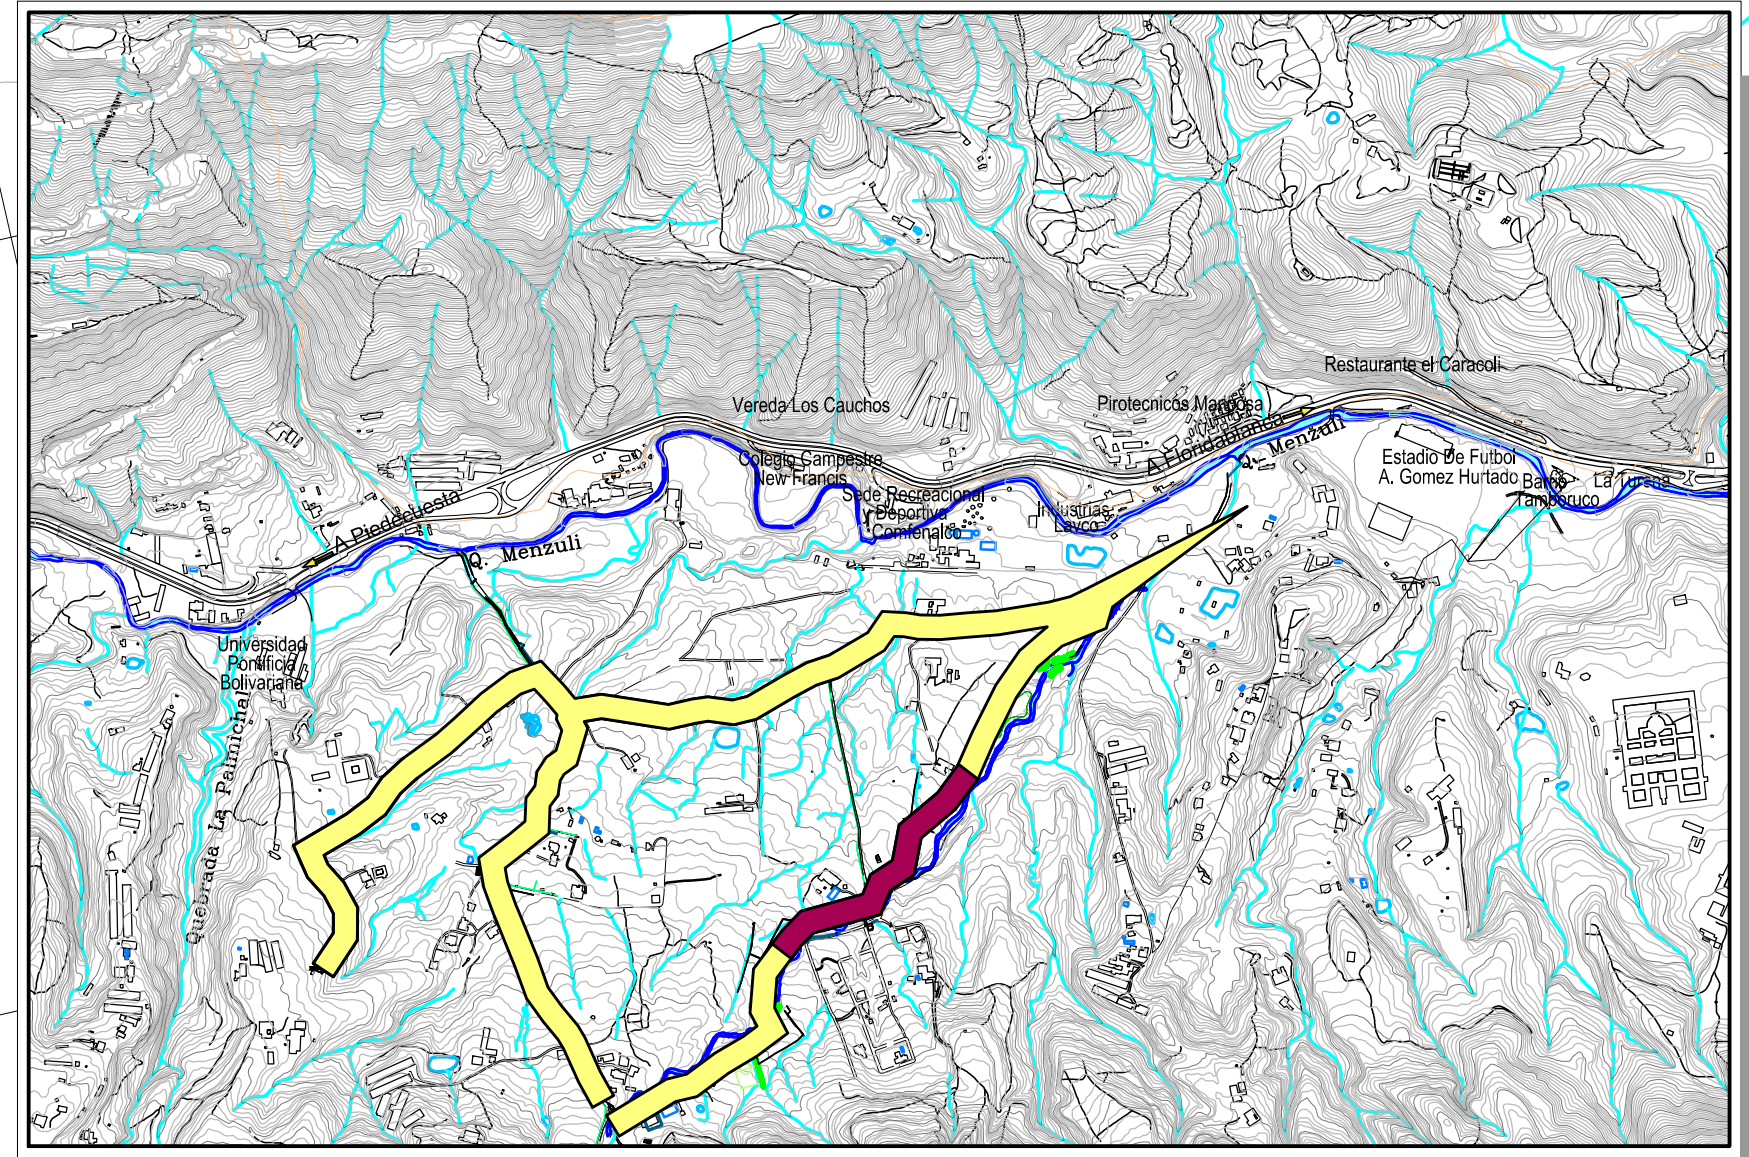 Restaurante el Caracoli
Vereda Los Cauchos
Pirotecnicos Mariposa
A Floridablanca
Q. Menzuli
Colegio Campestre
New Francis
Estadio De Futbol
A. Gomez Hurtado
Barrio
Tamboruco
La Turena
Sede Recreacional
y Deportiva
Comfenalco
Industrias
Layco
A Piedecuesta
Q. Menzuli
Universidad
Pontificia
Bolivariana
Quebrada La Palmichal